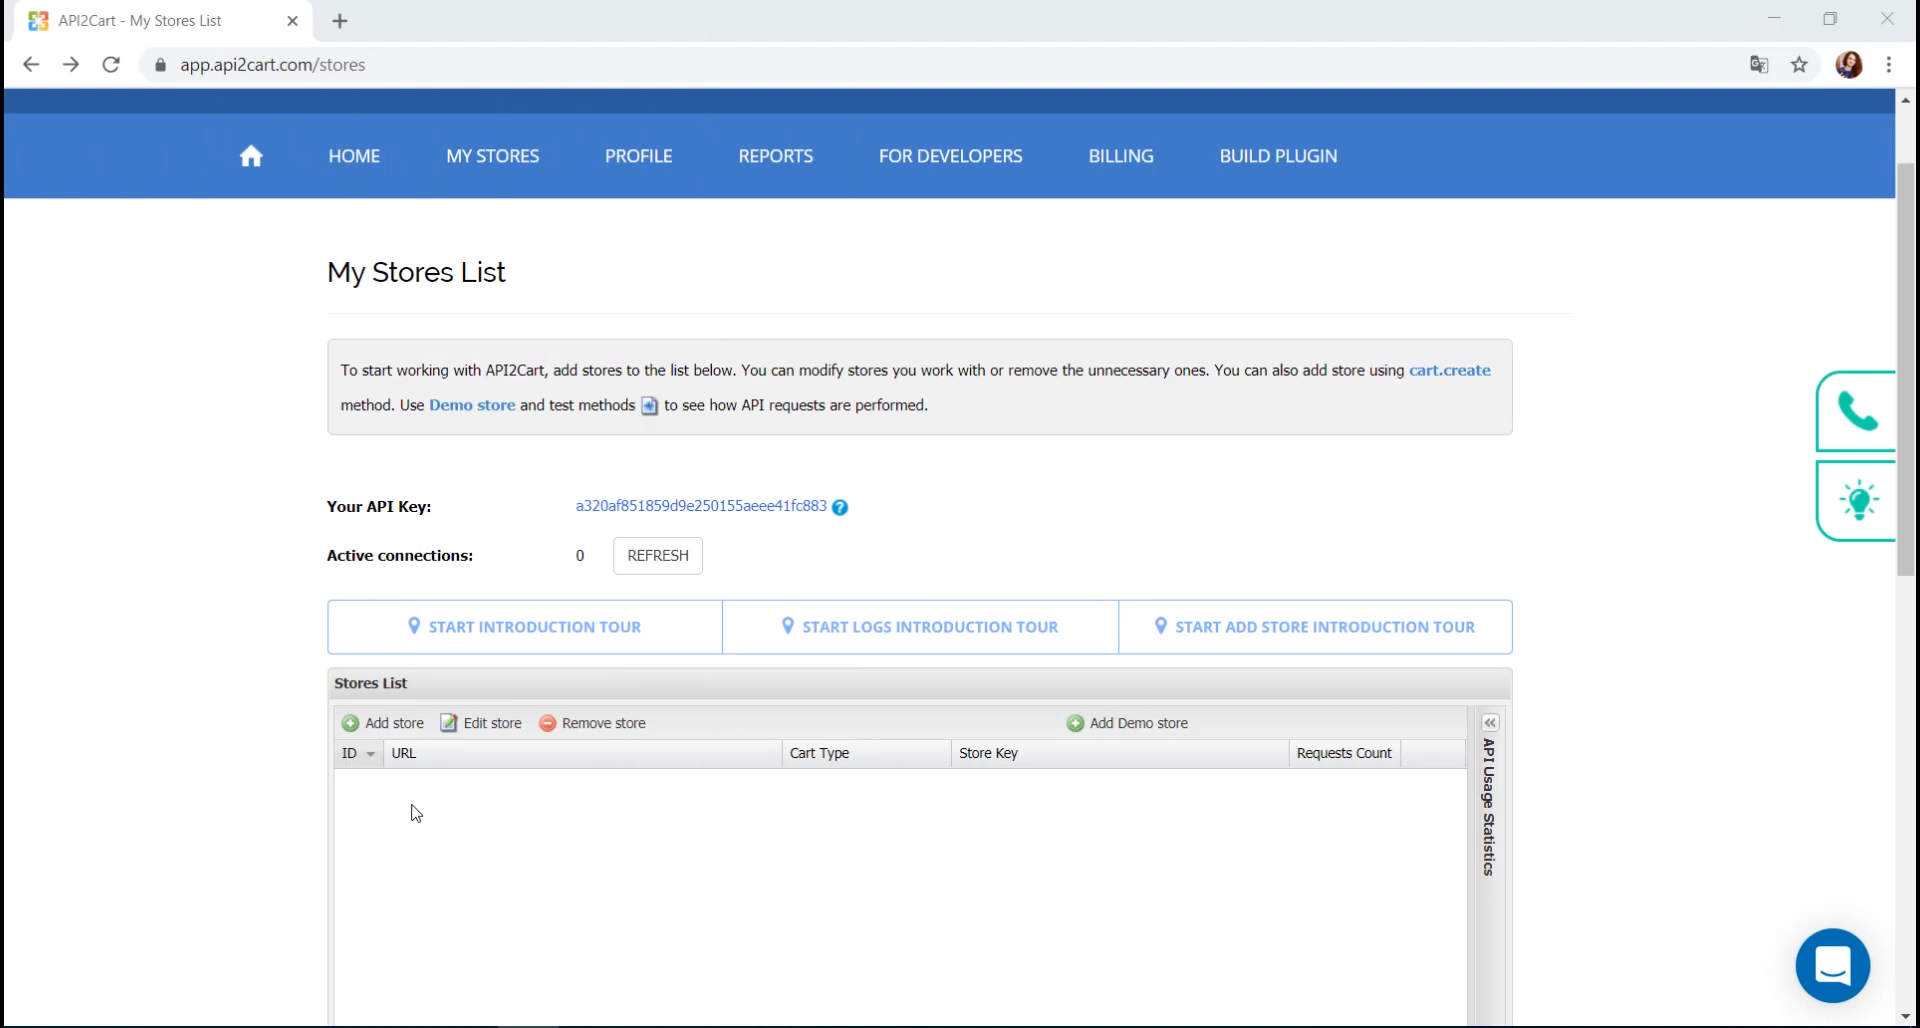 API2Cart - My Stores List
app.api2cart.com/stores
HOME MY STORES PROFILE REPORTS FOR DEVELOPERS BILLING BUILD PLUGIN
My Stores List
To start working with API2Cart, add stores to the list below. You can modify stores you work with or remove the unnecessary ones. You can also add store using cart.create
method. Use Demo store and test methods to see how API requests are performed.
Your API Key: a320af851859d9e250155aeee41fc883
Active connections: 0 REFRESH
START INTRODUCTION TOUR START LOGS INTRODUCTION TOUR START ADD STORE INTRODUCTION TOUR
Stores List
Add store Edit store Remove store Add Demo store
ID URL Cart Type Store Key Requests Count
API Usage Statistics